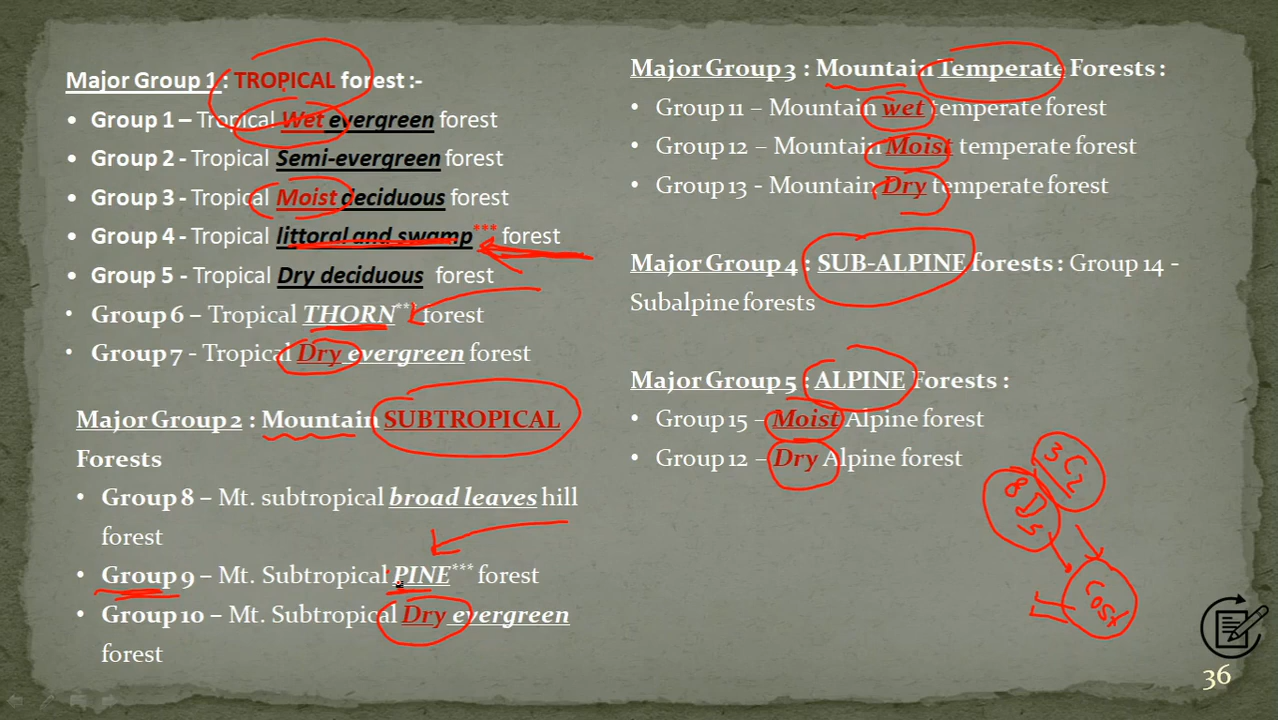 Major Group 1 : TROPICAL forest :-
• Group 1 – Tropical Wet evergreen forest
• Group 2 - Tropical Semi-evergreen forest
• Group 3 - Tropical Moist deciduous forest
• Group 4 - Tropical littoral and swamp*** forest
• Group 5 - Tropical Dry deciduous forest
• Group 6 – Tropical THORN*** forest
• Group 7 - Tropical Dry evergreen forest
Major Group 2 : Mountain SUBTROPICAL
Forests
• Group 8 – Mt. subtropical broad leaves hill
forest
• Group 9 – Mt. Subtropical PINE*** forest
• Group 10 – Mt. Subtropical Dry evergreen
forest
Major Group 3 : Mountain Temperate Forests :
• Group 11 – Mountain wet temperate forest
• Group 12 – Mountain Moist temperate forest
• Group 13 - Mountain Dry temperate forest
Major Group 4 : SUB-ALPINE forests : Group 14 -
Subalpine forests
Major Group 5 : ALPINE Forests :
• Group 15 – Moist Alpine forest
• Group 12 – Dry Alpine forest
36